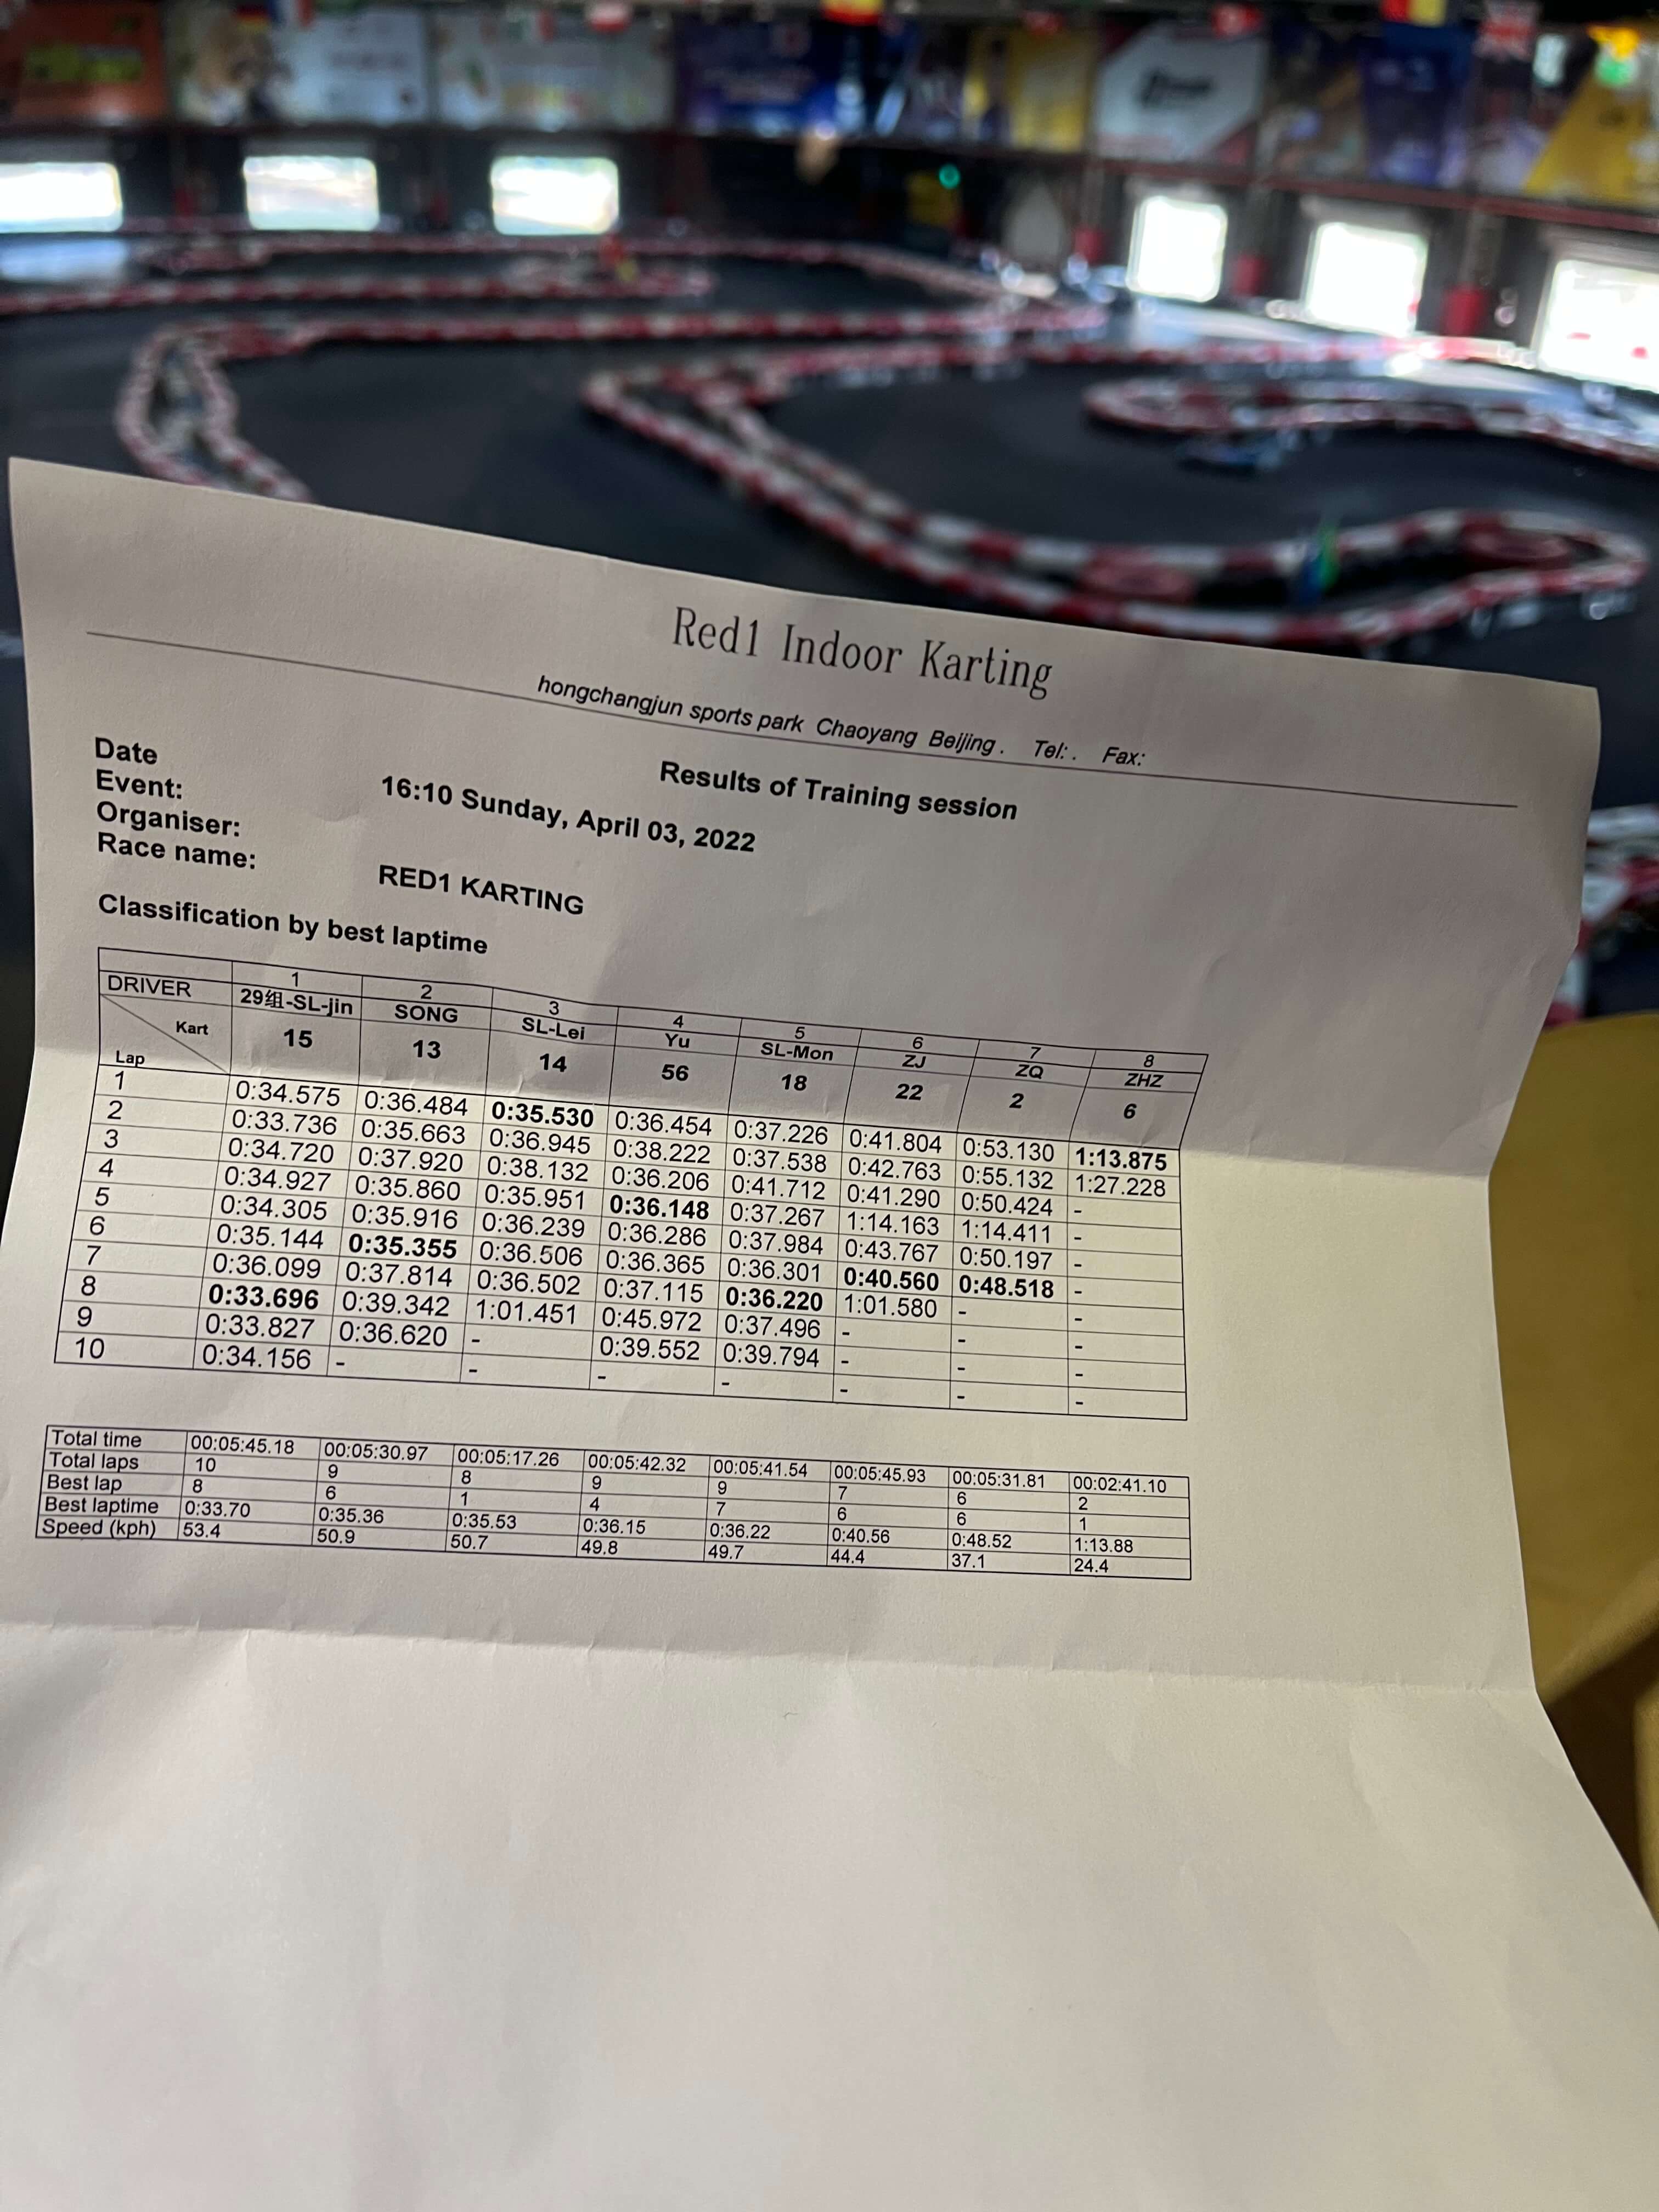 Red1 Indoor Karting
hongchangjun sports park Chaoyang Beijing . Tel: . Fax:
Results of Training session
Date 16:10 Sunday, April 03, 2022
Event:
Organiser: RED1 KARTING
Race name:
Classification by best laptime
1 2 3 4 5 6 7 8
DRIVER 29组-SL-jin SONG SL-Lei Yu SL-Mon ZJ ZQ ZHZ
Kart 15 13 14 56 18 22 2 6
Lap
1 0:34.575 0:36.484 0:35.530 0:36.454 0:37.226 0:41.804 0:53.130 1:13.875
2 0:33.736 0:35.663 0:36.945 0:38.222 0:37.538 0:42.763 0:55.132 1:27.228
3 0:34.720 0:37.920 0:38.132 0:36.206 0:41.712 0:41.290 0:50.424 -
4 0:34.927 0:35.860 0:35.951 0:36.148 0:37.267 1:14.163 1:14.411 -
5 0:34.305 0:35.916 0:36.239 0:36.286 0:37.984 0:43.767 0:50.197 -
6 0:35.144 0:35.355 0:36.506 0:36.365 0:36.301 0:40.560 0:48.518 -
7 0:36.099 0:37.814 0:36.502 0:37.115 0:36.220 1:01.580 - -
8 0:33.696 0:39.342 1:01.451 0:45.972 0:37.496 - - -
9 0:33.827 0:36.620 - 0:39.552 0:39.794 - - -
10 0:34.156 - - - - - - -
Total time 00:05:45.18 00:05:30.97 00:05:17.26 00:05:42.32 00:05:41.54 00:05:45.93 00:05:31.81 00:02:41.10
Total laps 10 9 8 9 9 7 6 2
Best lap 8 6 1 4 7 6 6 1
Best laptime 0:33.70 0:35.36 0:35.53 0:36.15 0:36.22 0:40.56 0:48.52 1:13.88
Speed (kph) 53.4 50.9 50.7 49.8 49.7 44.4 37.1 24.4